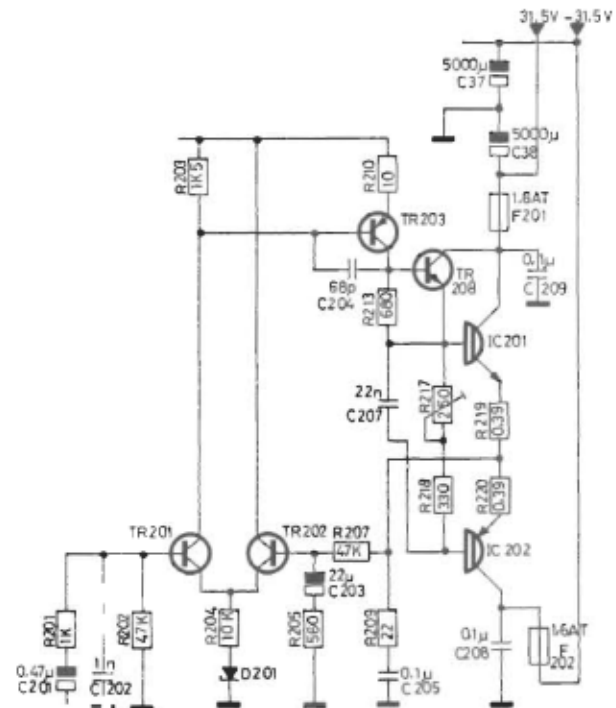 31.5V -31.5V
5000µ
C37
5000µ
C38
R203
1K5
R210
10
TR203
1.6AT
F201
TR
208
0.1µ
C209
68p
C204
R213
680
IC201
22n
C207
R217
R219
0.39
R218
330
R220
0.39
TR201
TR202
R207
47K
IC202
22µ
C203
R201
1K
R202
47K
R204
10K
R205
560
R209
22
0.1µ
C208
1.6AT
F
202
0.47µ
C201
1n
C202
D201
0.1µ
C205